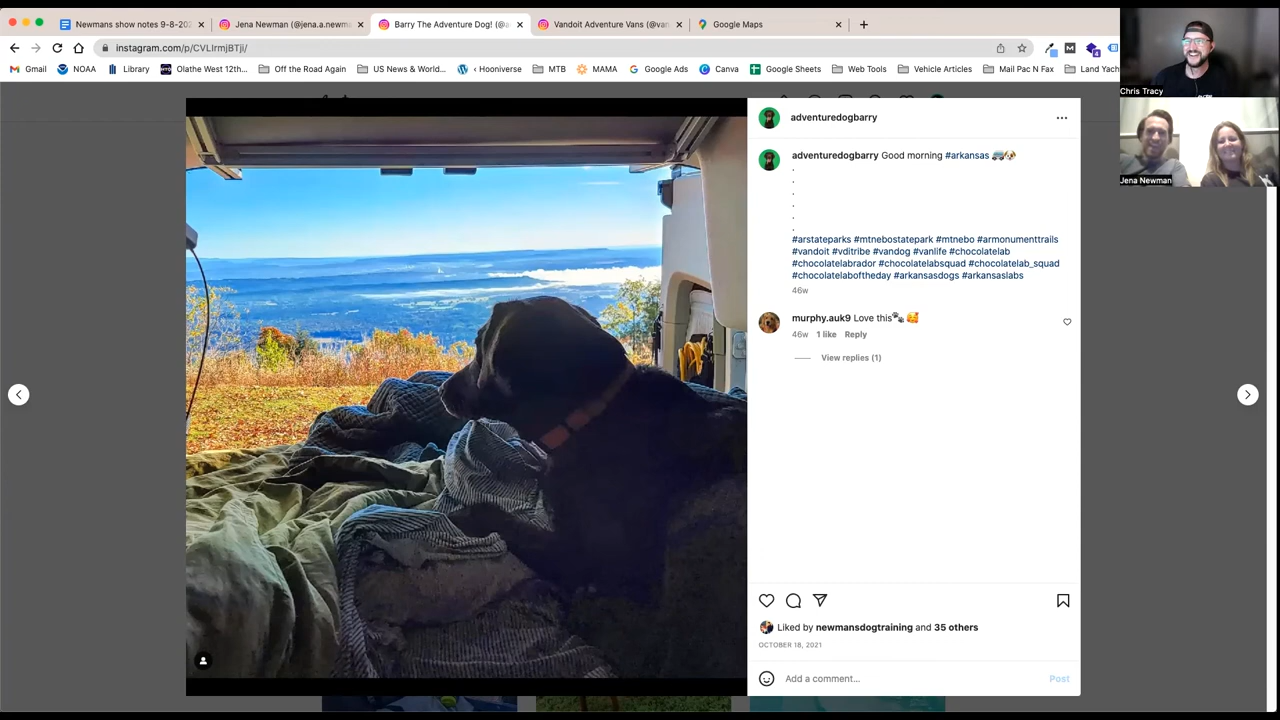 Newmans show notes 9-8-202
Jena Newman (@jena.a.newma
Barry The Adventure Dog! (@a
Vandoit Adventure Vans (@van
Google Maps
instagram.com/p/CVLIrmjBTji/
Gmail
NOAA
Library
Olathe West 12th...
Off the Road Again
US News & World...
‹ Hooniverse
MTB
MAMA
Google Ads
Canva
Google Sheets
Web Tools
Vehicle Articles
Mail Pac N Fax
Land Yach
Chris Tracy
Jena Newman
adventuredogbarry
adventuredogbarry Good morning #arkansas 🚐🐶
.
.
.
.
.
.
#arstateparks #mtnebostatepark #mtnebo #armonumenttrails
#vandoit #vditribe #vandog #vanlife #chocolatelab
#chocolatelabrador #chocolatelabsquad #chocolatelab_squad
#chocolatelaboftheday #arkansasdogs #arkansaslabs
46w
murphy.auk9 Love this🐾 🥰
46w 1 like Reply
View replies (1)
Liked by newmansdogtraining and 35 others
OCTOBER 18, 2021
Add a comment... Post